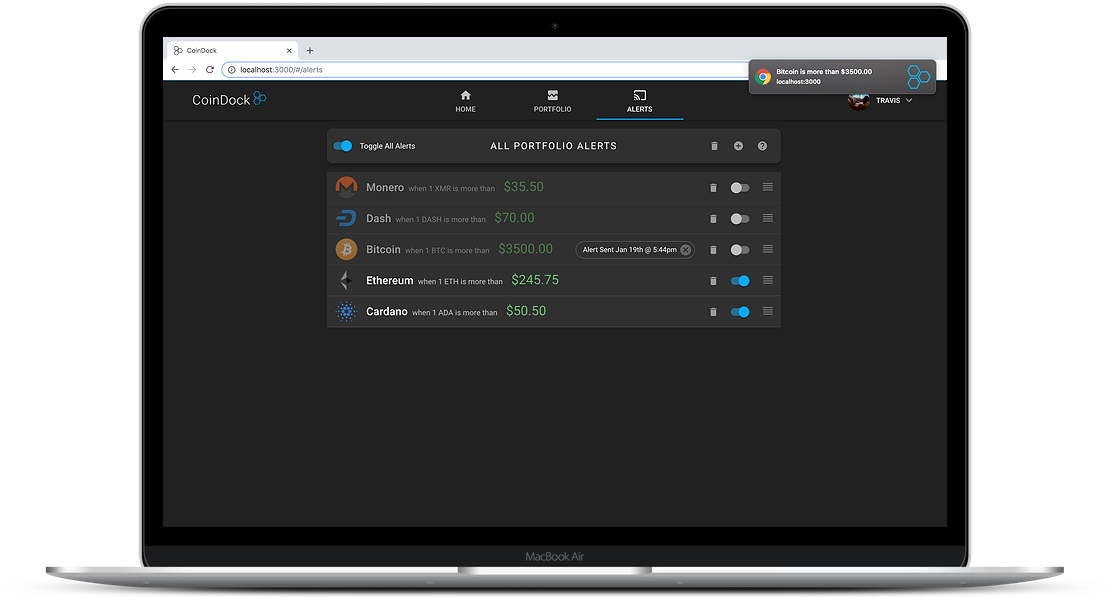 CoinDock
localhost:3000/#/alerts
Bitcoin is more than $3500.00
localhost:3000
CoinDock
HOME
PORTFOLIO
ALERTS
TRAVIS
Toggle All Alerts
ALL PORTFOLIO ALERTS
Monero when 1 XMR is more than $35.50
Dash when 1 DASH is more than $70.00
Bitcoin when 1 BTC is more than $3500.00 Alert Sent Jan 19th @ 5:44pm
Ethereum when 1 ETH is more than $245.75
Cardano when 1 ADA is more than $50.50
MacBook Air